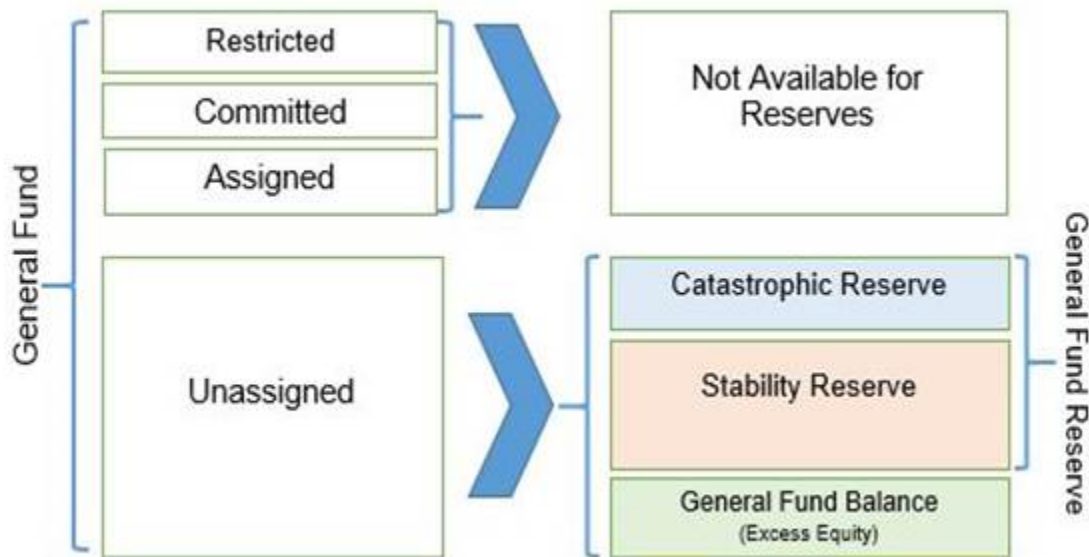 General Fund
Restricted
Committed
Assigned
Unassigned
Not Available for
Reserves
Catastrophic Reserve
Stability Reserve
General Fund Balance
(Excess Equity)
General Fund Reserve